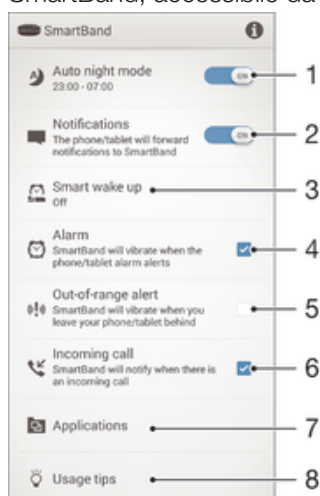 SmartBand, accessibile da
SmartBand
Auto night mode
23:00 - 07:00
ON
1
Notifications
The phone/tablet will forward
notifications to SmartBand
ON
2
Smart wake up
Off
3
Alarm
SmartBand will vibrate when the
phone/tablet alarm alerts
4
Out-of-range alert
SmartBand will vibrate when you
leave your phone/tablet behind
5
Incoming call
SmartBand will notify when there is
an incoming call
6
Applications
7
Usage tips
8